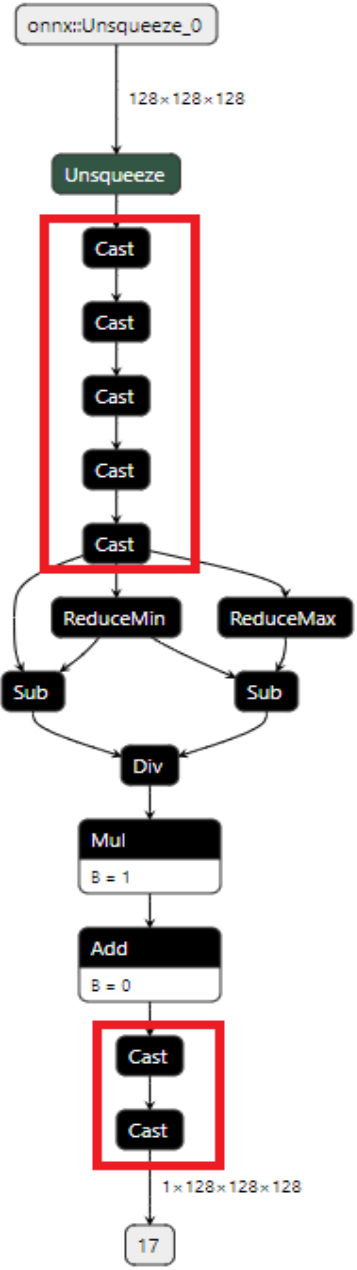 onnx::Unsqueeze_0
128×128×128
Unsqueeze
Cast
Cast
Cast
Cast
Cast
ReduceMin
ReduceMax
Sub
Sub
Div
Mul
B = 1
Add
B = 0
Cast
Cast
1×128×128×128
17